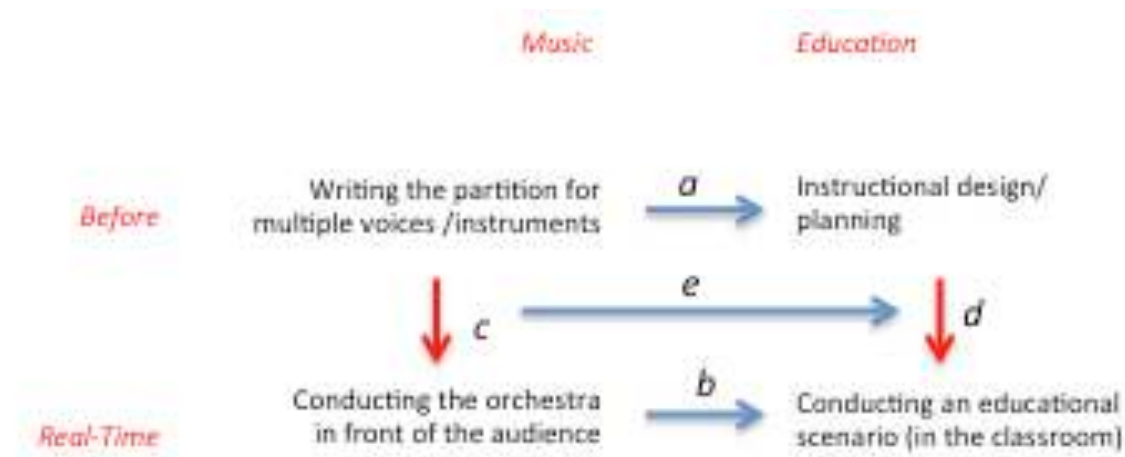 Music
Education
Before
Writing the partition for
multiple voices /instruments
a
Instructional design/
planning
c
e
d
Real-Time
Conducting the orchestra
in front of the audience
b
Conducting an educational
scenario (in the classroom)